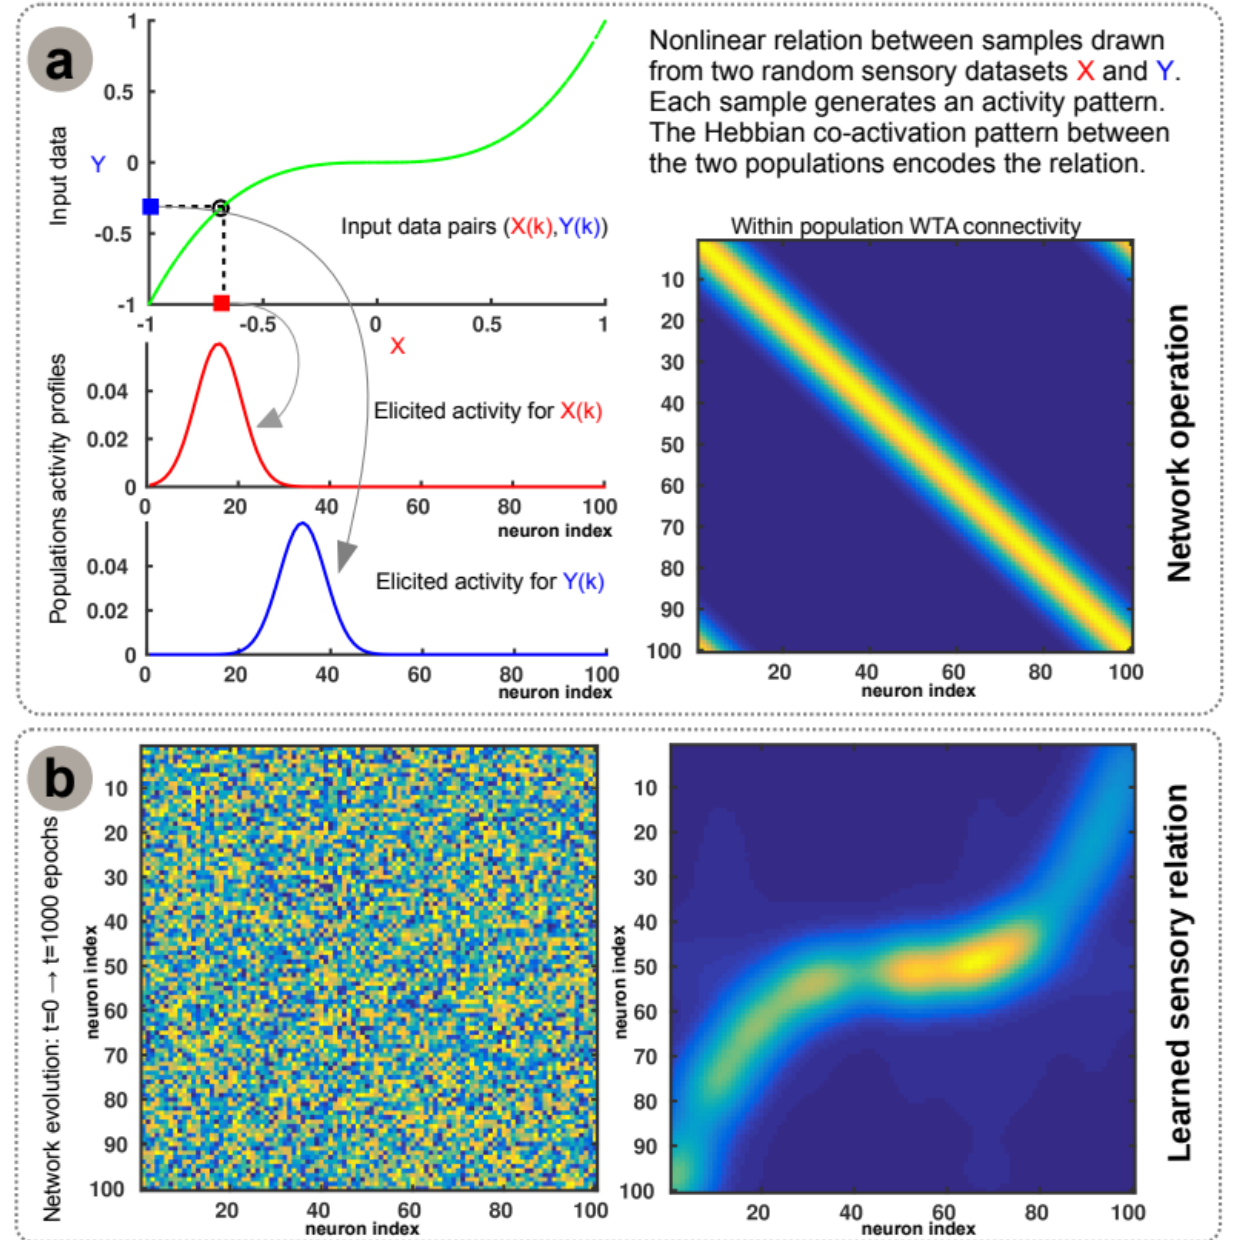 a
Nonlinear relation between samples drawn
from two random sensory datasets X and Y.
Each sample generates an activity pattern.
The Hebbian co-activation pattern between
the two populations encodes the relation.
Input data
Y
1
0.5
0
-0.5
-1
-1
-0.5
0
0.5
1
X
Input data pairs (X(k),Y(k))
Populations activity profiles
0.04
0.02
0
Elicited activity for X(k)
0
20
40
60
80
100
neuron index
0.04
0.02
0
Elicited activity for Y(k)
0
20
40
60
80
100
neuron index
Within population WTA connectivity
10
20
30
40
50
60
70
80
90
100
20
40
60
80
100
neuron index
Network operation
b
Network evolution: t=0 → t=1000 epochs
neuron index
10
20
30
40
50
60
70
80
90
100
20
40
60
80
100
neuron index
neuron index
10
20
30
40
50
60
70
80
90
100
20
40
60
80
100
neuron index
Learned sensory relation